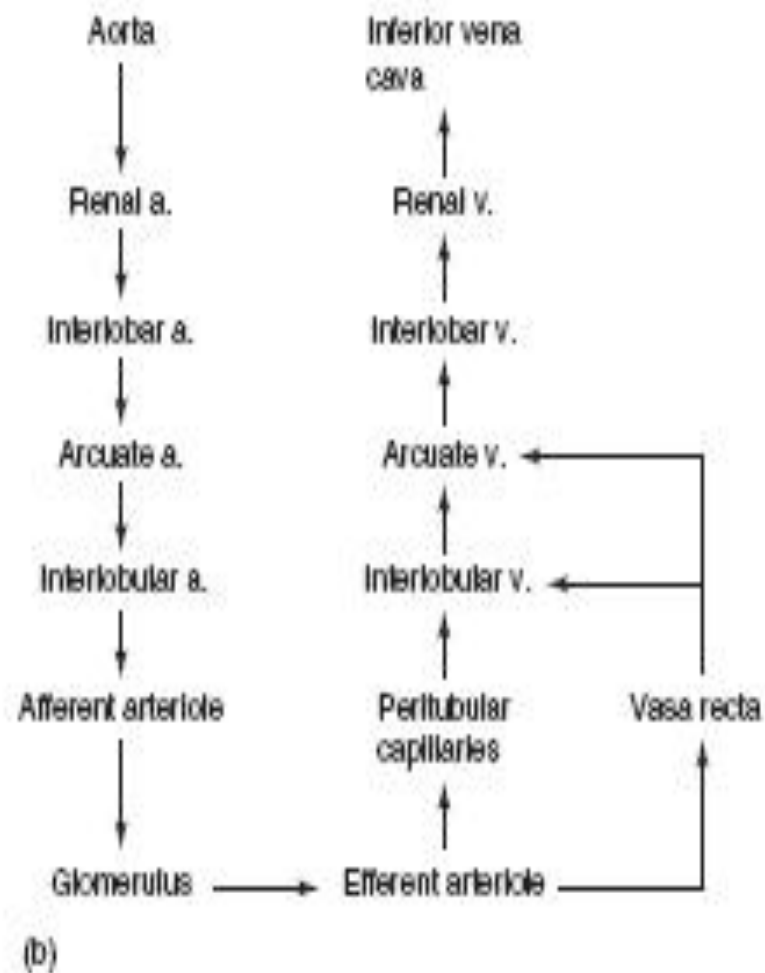 Aorta
Renal a.
Interlobar a.
Arcuate a.
Interlobular a.
Afferent arteriole
Glomerulus
Inferior vena
cava
Renal v.
Interlobar v.
Arcuate v.
Interlobular v.
Peritubular
capillaries
Efferent arteriole
Vasa recta
(b)